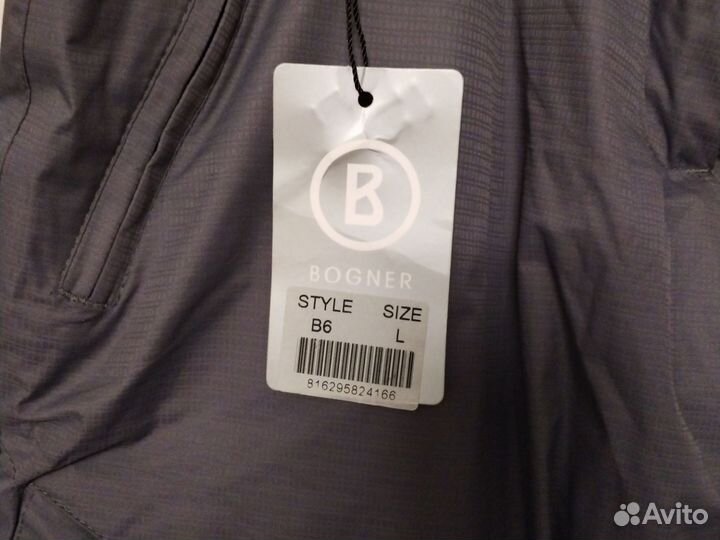 B
BOGNER
STYLE SIZE
B6 L
816295824166
Avito